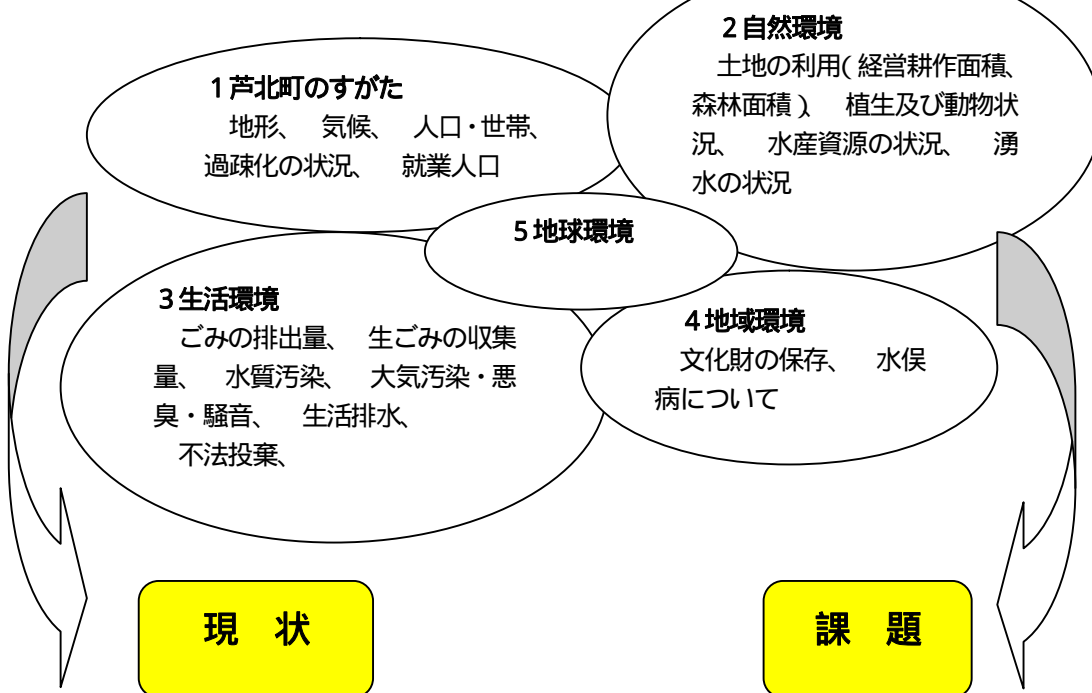 1芦北町のすがた
地形、 気候、 人口・世帯、
過疎化の状況、 就業人口
2自然環境
土地の利用(経営耕作面積、
森林面積)、 植生及び動物状
況、 水産資源の状況、 湧
水の状況
5地球環境
3生活環境
ごみの排出量、 生ごみの収集
量、 水質汚染、 大気汚染・悪
臭・騒音、 生活排水、
不法投棄、
4地域環境
文化財の保存、 水俣
病について
現 状
課 題